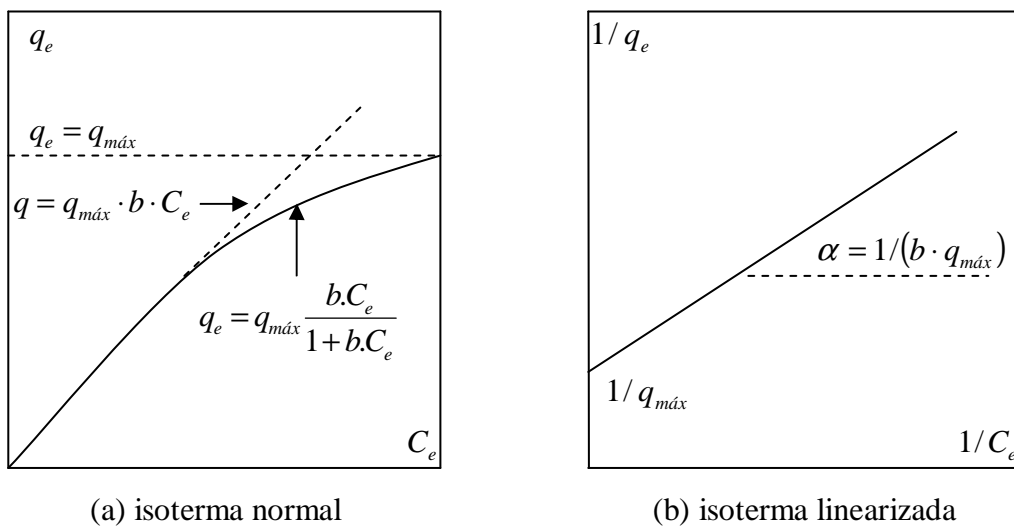 q_e
q_e = q_máx
q = q_máx · b · C_e
q_e = q_máx b.C_e / 1 + b.C_e
C_e
(a) isoterma normal
1/ q_e
α = 1/(b · q_máx)
1/ q_máx
1/ C_e
(b) isoterma linearizada